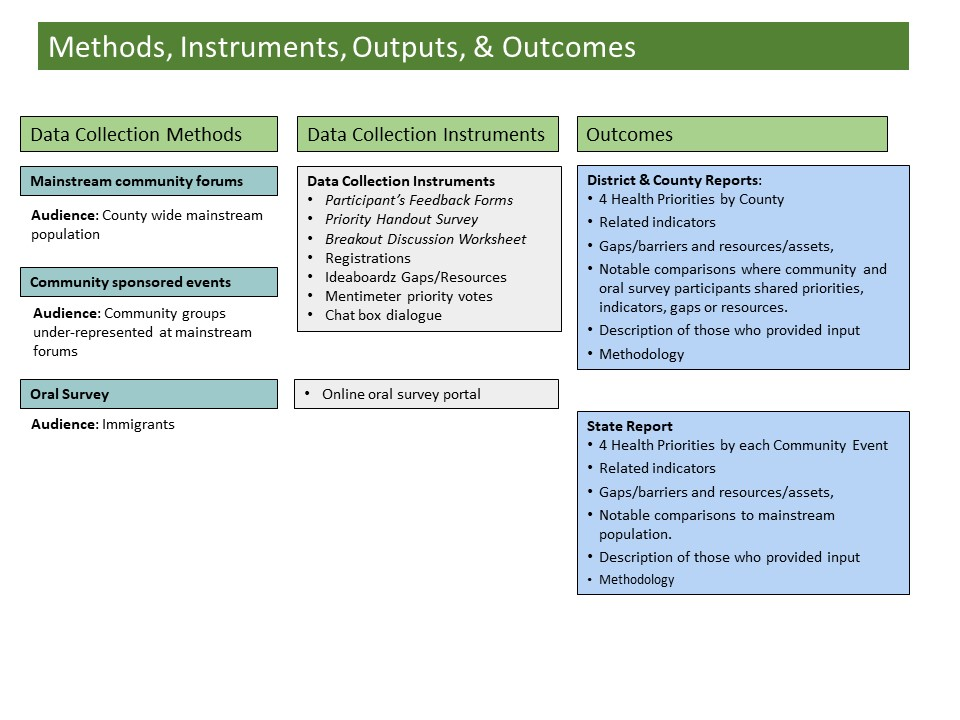 Methods, Instruments, Outputs, & Outcomes
Data Collection Methods
Mainstream community forums
Audience: County wide mainstream
population
Community sponsored events
Audience: Community groups
under-represented at mainstream
forums
Oral Survey
Audience: Immigrants
Data Collection Instruments
Data Collection Instruments
• Participant’s Feedback Forms
• Priority Handout Survey
• Breakout Discussion Worksheet
• Registrations
• Ideaboardz Gaps/Resources
• Mentimeter priority votes
• Chat box dialogue
• Online oral survey portal
Outcomes
District & County Reports:
• 4 Health Priorities by County
• Related indicators
• Gaps/barriers and resources/assets,
• Notable comparisons where community and
oral survey participants shared priorities,
indicators, gaps or resources.
• Description of those who provided input
• Methodology
State Report
• 4 Health Priorities by each Community Event
• Related indicators
• Gaps/barriers and resources/assets,
• Notable comparisons to mainstream
population.
• Description of those who provided input
• Methodology